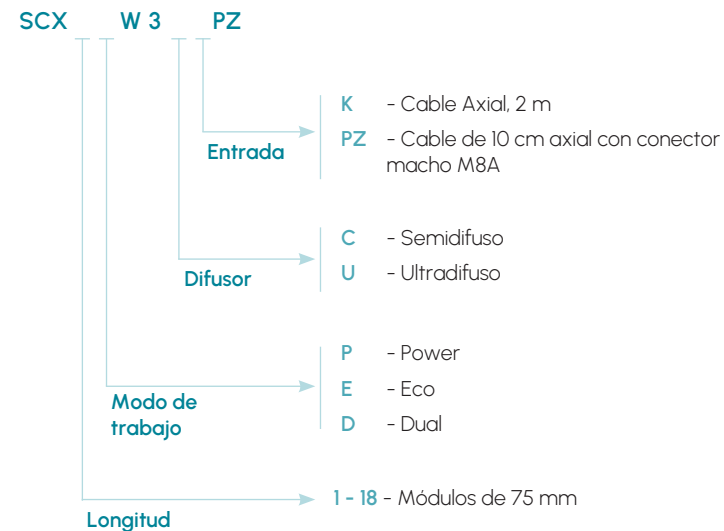 SCX W 3 PZ
K - Cable Axial, 2 m
PZ - Cable de 10 cm axial con conector
macho M8A
Entrada
C - Semidifuso
U - Ultradifuso
Difusor
P - Power
E - Eco
D - Dual
Modo de
trabajo
1 - 18 - Módulos de 75 mm
Longitud